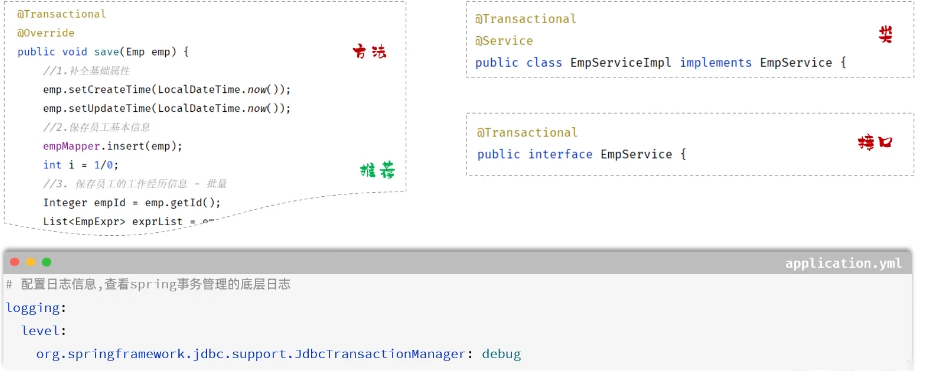 @Transactional
@Override
public void save(Emp emp) {
方法
//1.补全基础属性
emp.setCreateTime(LocalDateTime.now());
emp.setUpdateTime(LocalDateTime.now());
//2.保存员工基本信息
empMapper.insert(emp);
int i = 1/0;
推荐
//3. 保存员工的工作经历信息 - 批量
Integer empId = emp.getId();
List<EmpExpr> exprList =
@Transactional
@Service
类
public class EmpServiceImpl implements EmpService {
@Transactional
接口
public interface EmpService {
application.yml
# 配置日志信息,查看spring事务管理的底层日志
logging:
level:
org.springframework.jdbc.support.JdbcTransactionManager: debug